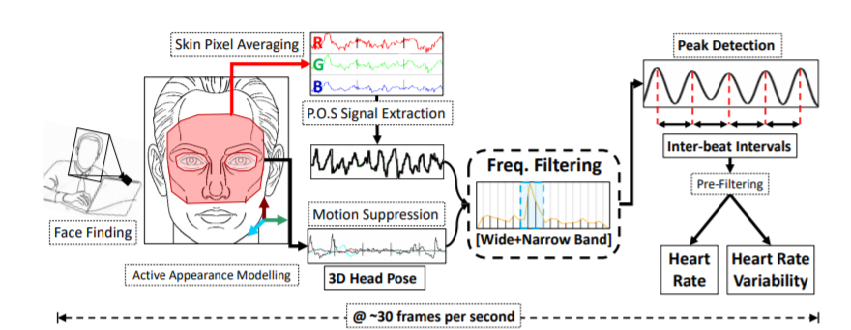 Face Finding
Active Appearance Modelling
Skin Pixel Averaging
R
G
B
P.O.S Signal Extraction
Motion Suppression
3D Head Pose
Freq. Filtering
[Wide+Narrow Band]
Peak Detection
Inter-beat Intervals
Pre-Filtering
Heart
Rate
Heart Rate
Variability
@ ~30 frames per second